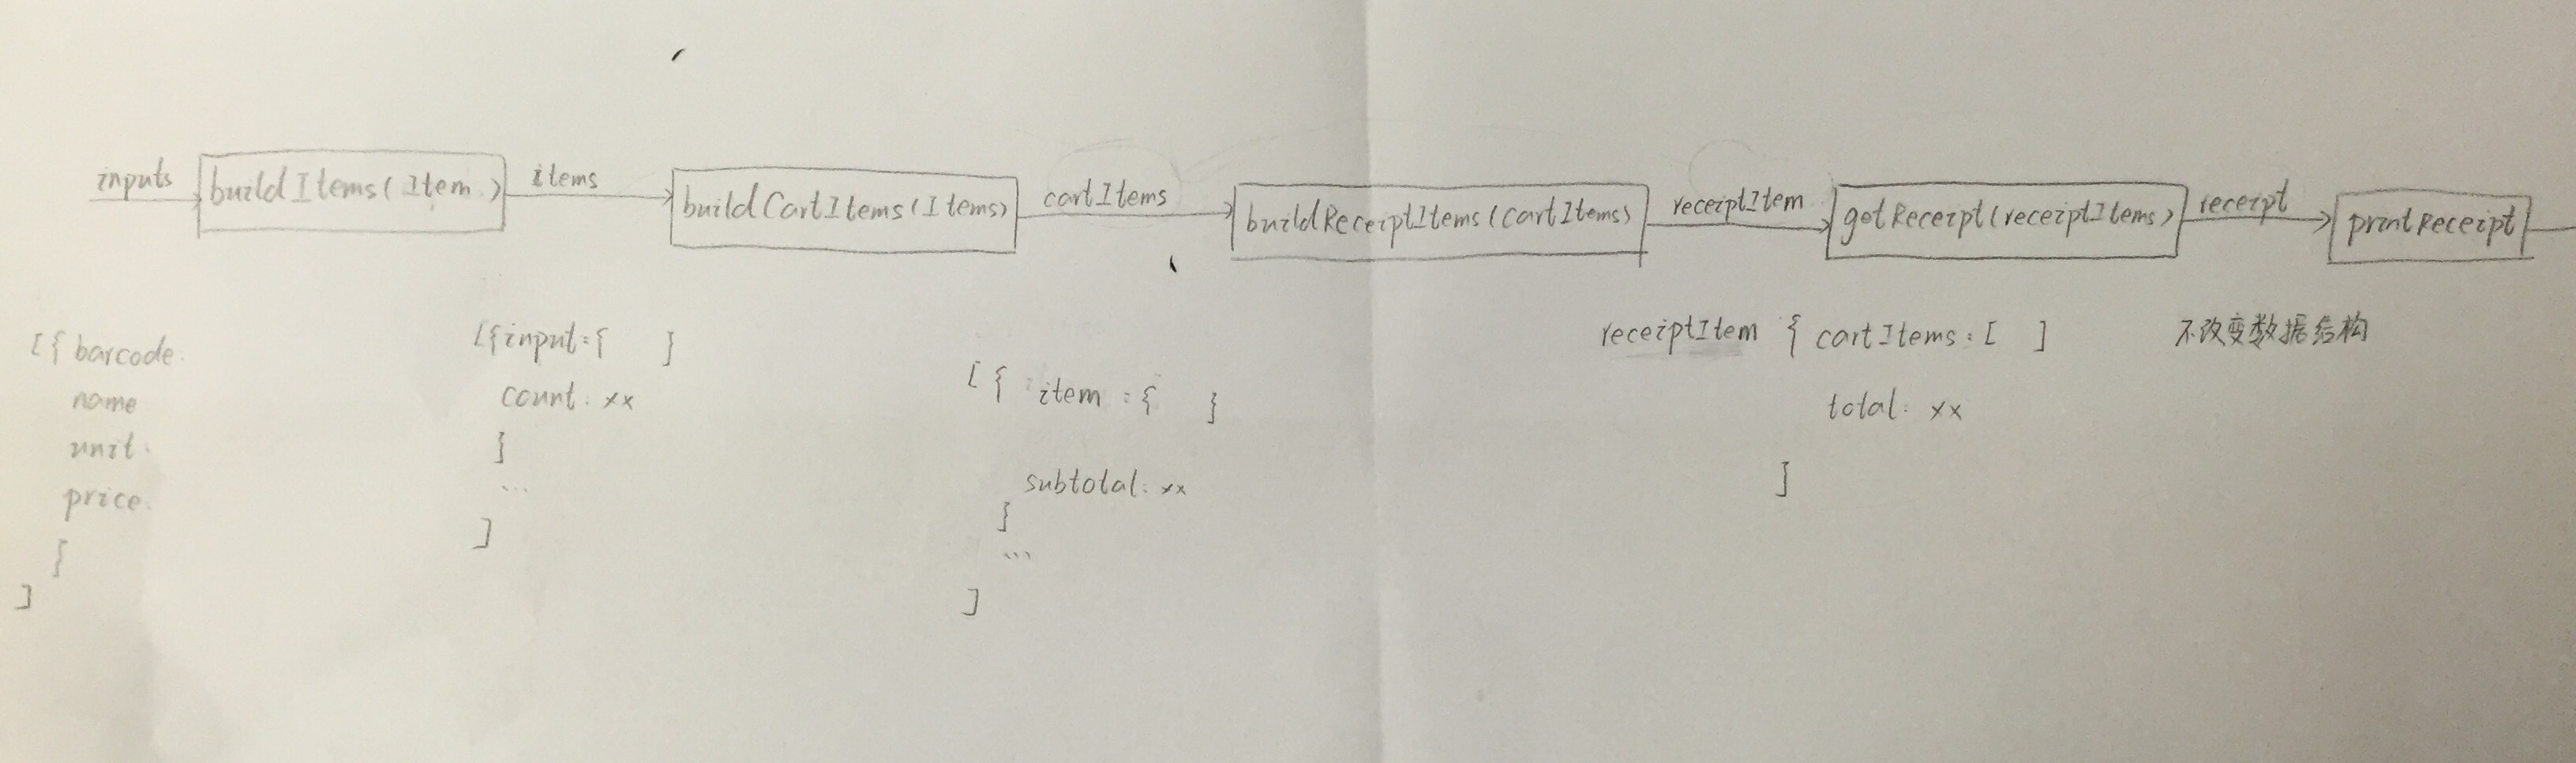 inputs
buildItems(Item)
items
buildCartItems(Items)
cartItems
buildReceiptItems(cartItems)
receiptItem
getReceipt(receiptItems)
receipt
printReceipt
[{ barcode.
name
unit.
price.
}
]
[{input:{ }
count: xx
}
...
]
[{ item :{ }
subtotal: xx
}
...
]
receiptItem { cartItems: [ ]
total: xx
}
不改变数据结构